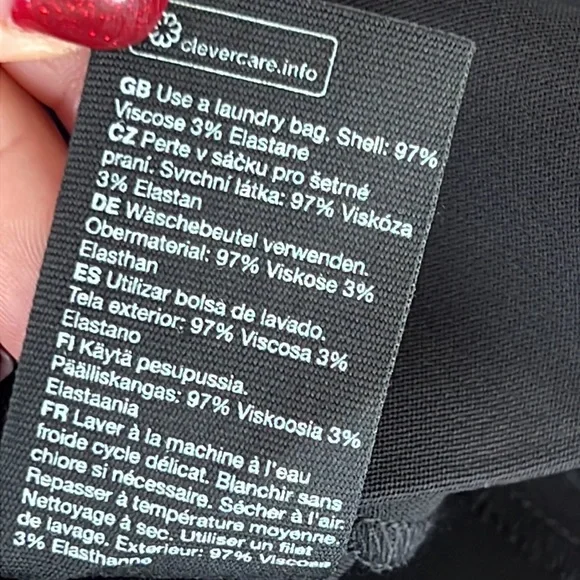 clevercare.info
GB Use a laundry bag. Shell: 97%
Viscose 3% Elastane
CZ Perte v sáčku pro šetrné
praní. Svrchní látka: 97% Viskóza
3% Elastan
DE Wäschebeutel verwenden.
Obermaterial: 97% Viskose 3%
Elasthan
ES Utilizar bolsa de lavado.
Tela exterior: 97% Viscosa 3%
Elastano
FI Käytä pesupussia.
Päälliskangas: 97% Viskoosia 3%
Elastaania
FR Laver à la machine à l'eau
froide cycle délicat. Blanchir sans
chlore si nécessaire. Sécher à l'air.
Repasser à température moyenne.
Nettoyage à sec. Utiliser un filet
de lavage. Extérieur: 97% Viscose
3% Elasthanne